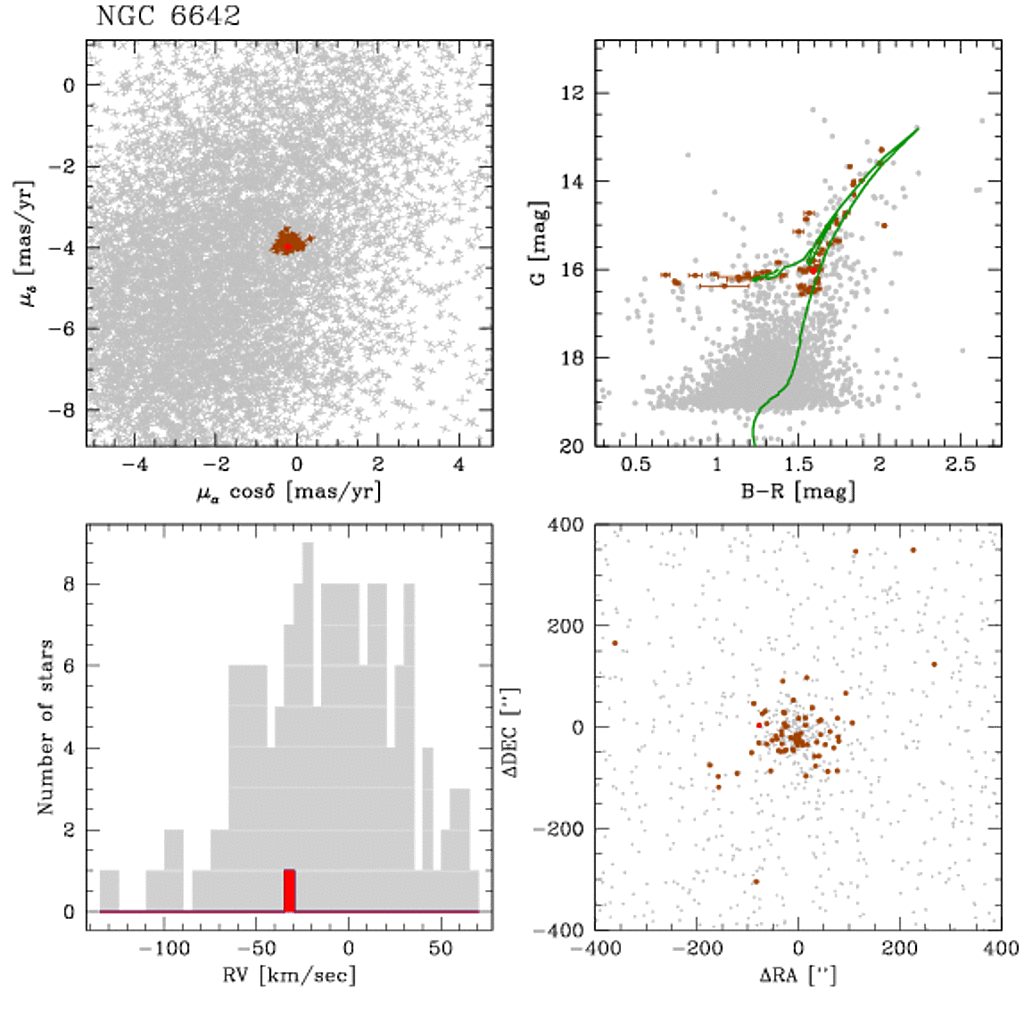 NGC 6642
0
−2
−4
−6
−8
μδ [mas/yr]
−4 −2 0 2 4
μα cosδ [mas/yr]
12
14
16
18
20
G [mag]
0.5 1 1.5 2 2.5
B−R [mag]
8
6
4
2
0
Number of stars
−100 −50 0 50
RV [km/sec]
400
200
0
−200
−400
ΔDEC ["]
−400 −200 0 200 400
ΔRA ["]